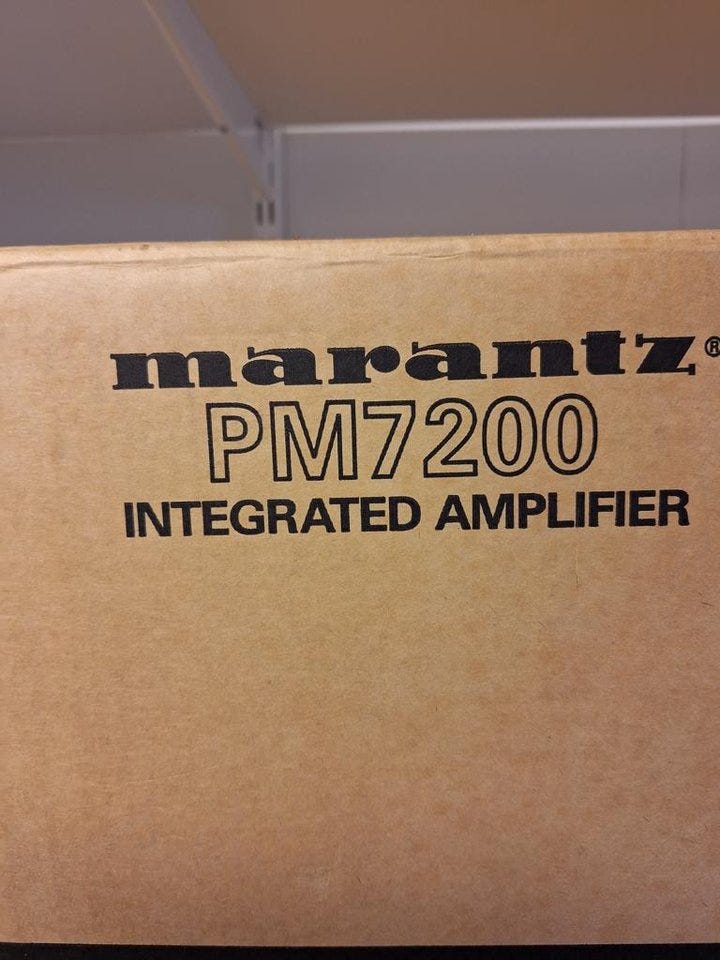 marantz®
PM7200
INTEGRATED AMPLIFIER